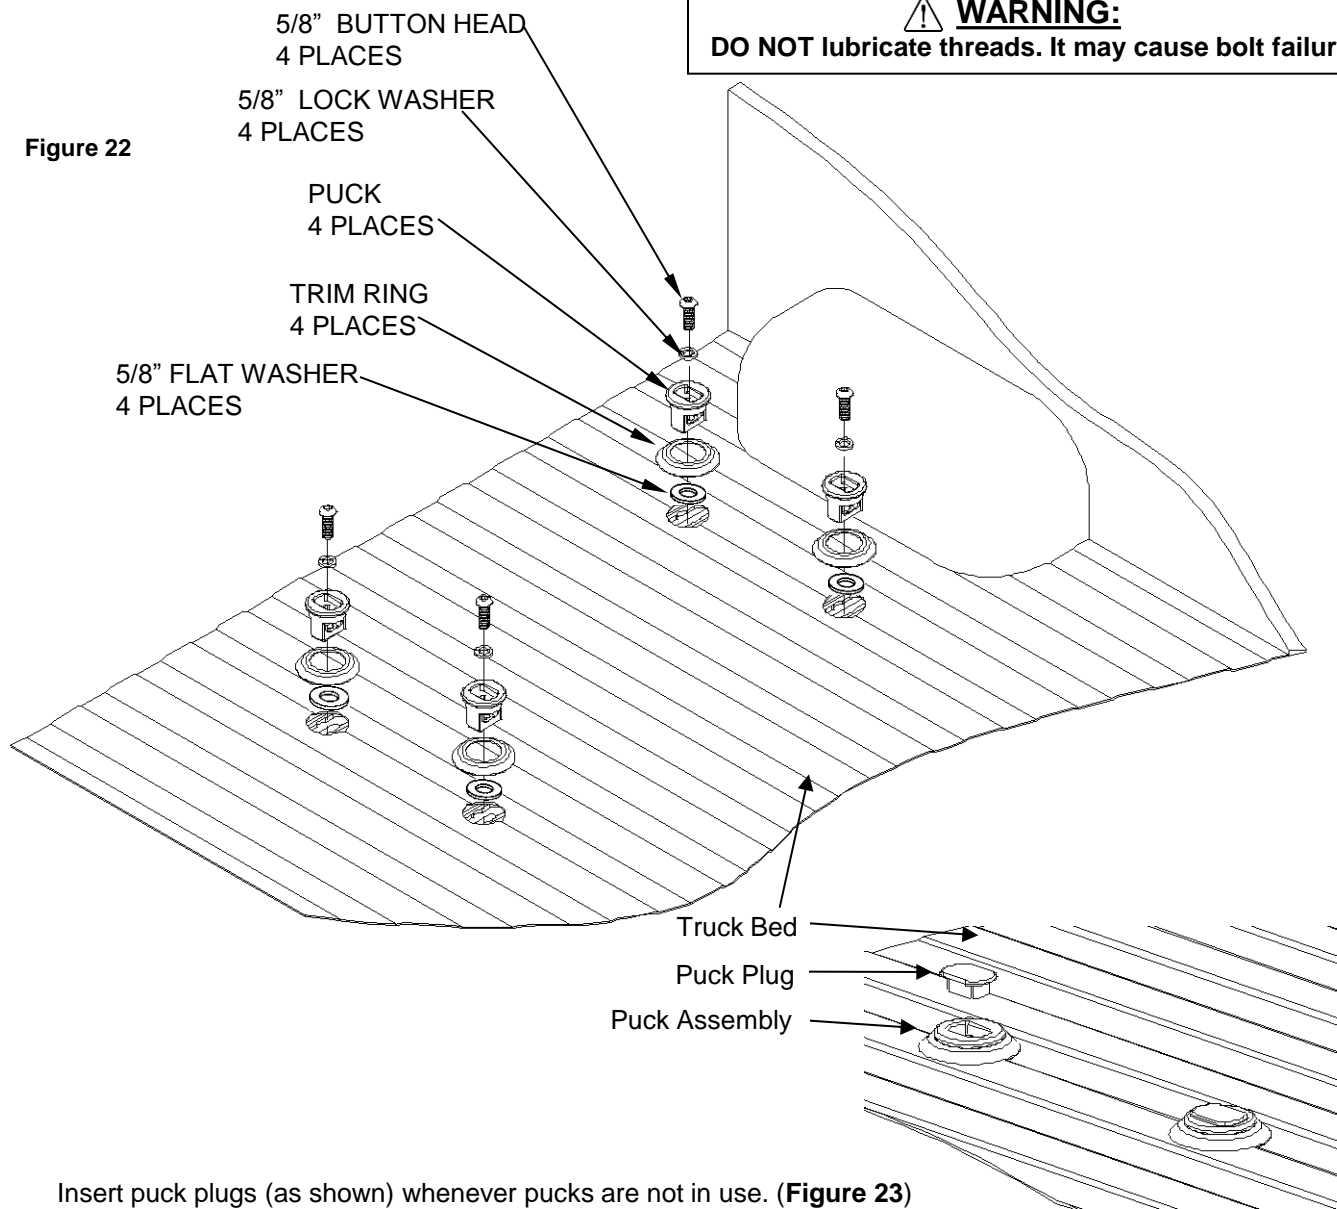 5/8” BUTTON HEAD
4 PLACES
WARNING:
DO NOT lubricate threads. It may cause bolt failur
5/8” LOCK WASHER
4 PLACES
Figure 22
PUCK
4 PLACES
TRIM RING
4 PLACES
5/8” FLAT WASHER
4 PLACES
Truck Bed
Puck Plug
Puck Assembly
Insert puck plugs (as shown) whenever pucks are not in use. (Figure 23)